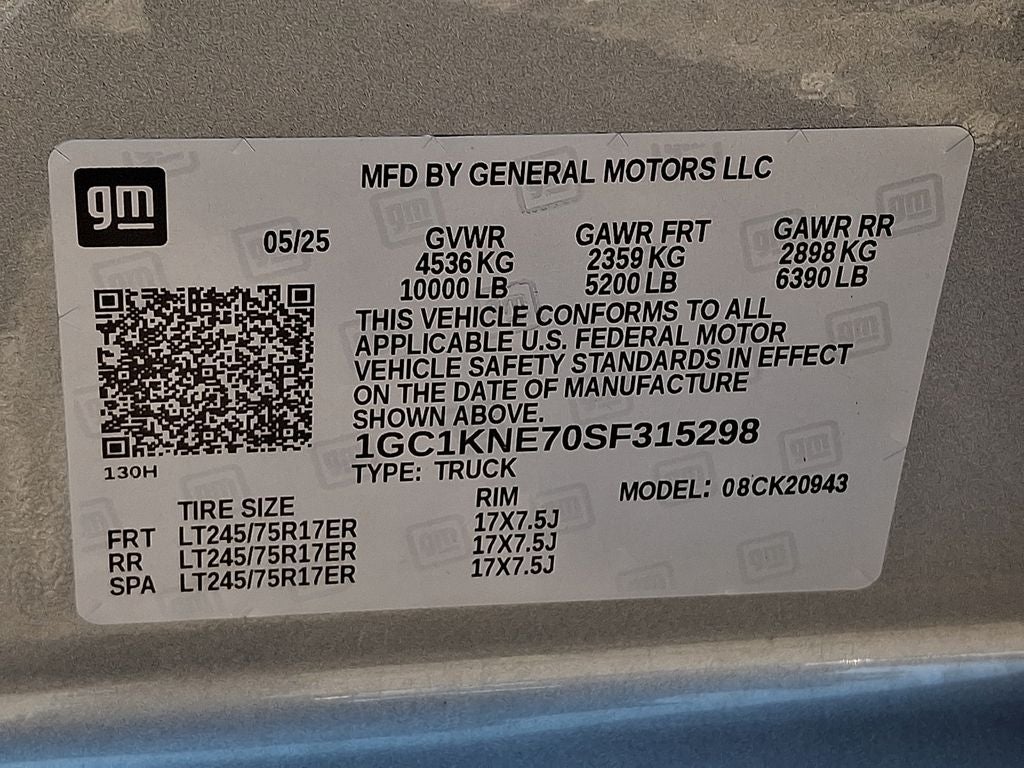 gm
MFD BY GENERAL MOTORS LLC
05/25
GVWR
4536 KG
10000 LB
GAWR FRT
2359 KG
5200 LB
GAWR RR
2898 KG
6390 LB
THIS VEHICLE CONFORMS TO ALL
APPLICABLE U.S. FEDERAL MOTOR
VEHICLE SAFETY STANDARDS IN EFFECT
ON THE DATE OF MANUFACTURE
SHOWN ABOVE.
1GC1KNE70SF315298
TYPE: TRUCK
130H
MODEL: 08CK20943
TIRE SIZE RIM
FRT LT245/75R17ER 17X7.5J
RR LT245/75R17ER 17X7.5J
SPA LT245/75R17ER 17X7.5J